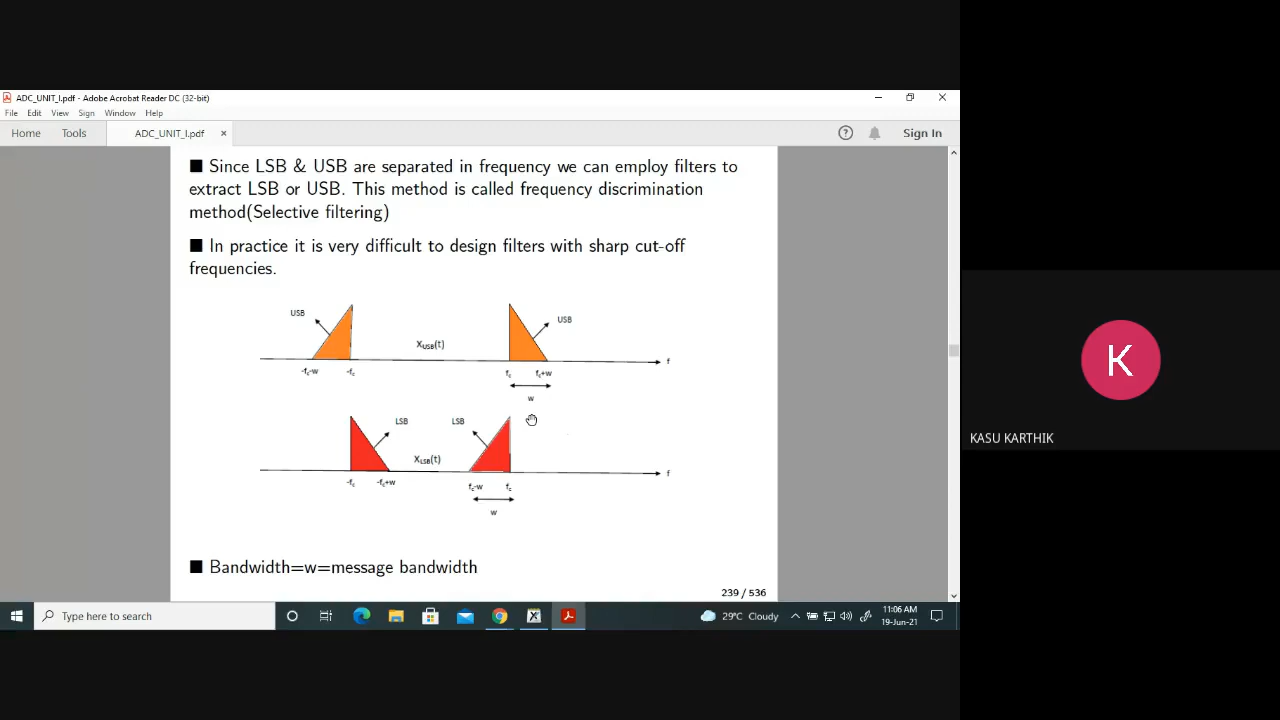 ADC_UNIT_I.pdf - Adobe Acrobat Reader DC (32-bit)
File Edit View Sign Window Help
Home Tools ADC_UNIT_I.pdf × ? Sign In
■ Since LSB & USB are separated in frequency we can employ filters to
extract LSB or USB. This method is called frequency discrimination
method(Selective filtering)
■ In practice it is very difficult to design filters with sharp cut-off
frequencies.
USB USB
X_USB(t)
f
-f_c-w -f_c f_c f_c+w
w
LSB LSB
X_LSB(t)
f
-f_c -f_c+w f_c-w f_c
w
■ Bandwidth=w=message bandwidth
239 / 536
K
KASU KARTHIK
Type here to search
29°C Cloudy
11:06 AM
19-Jun-21